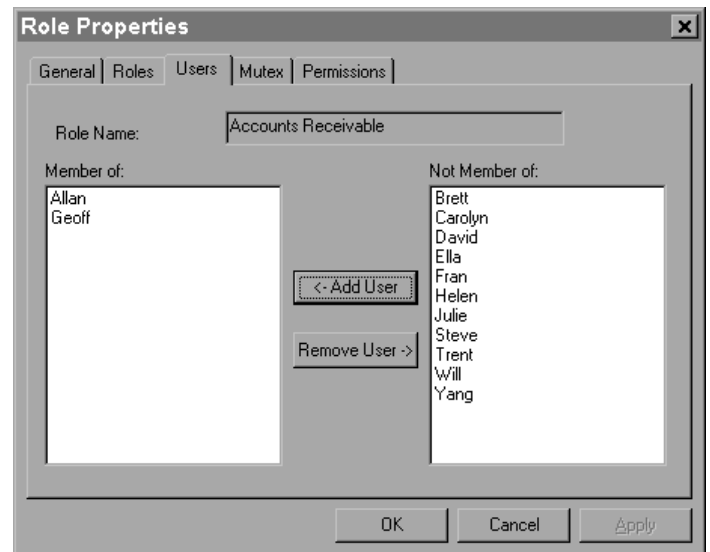 Role Properties
General Roles Users Mutex Permissions
Role Name: Accounts Receivable
Member of:
Allan
Geoff
<- Add User
Remove User ->
Not Member of:
Brett
Carolyn
David
Ella
Fran
Helen
Julie
Steve
Trent
Will
Yang
OK Cancel Apply